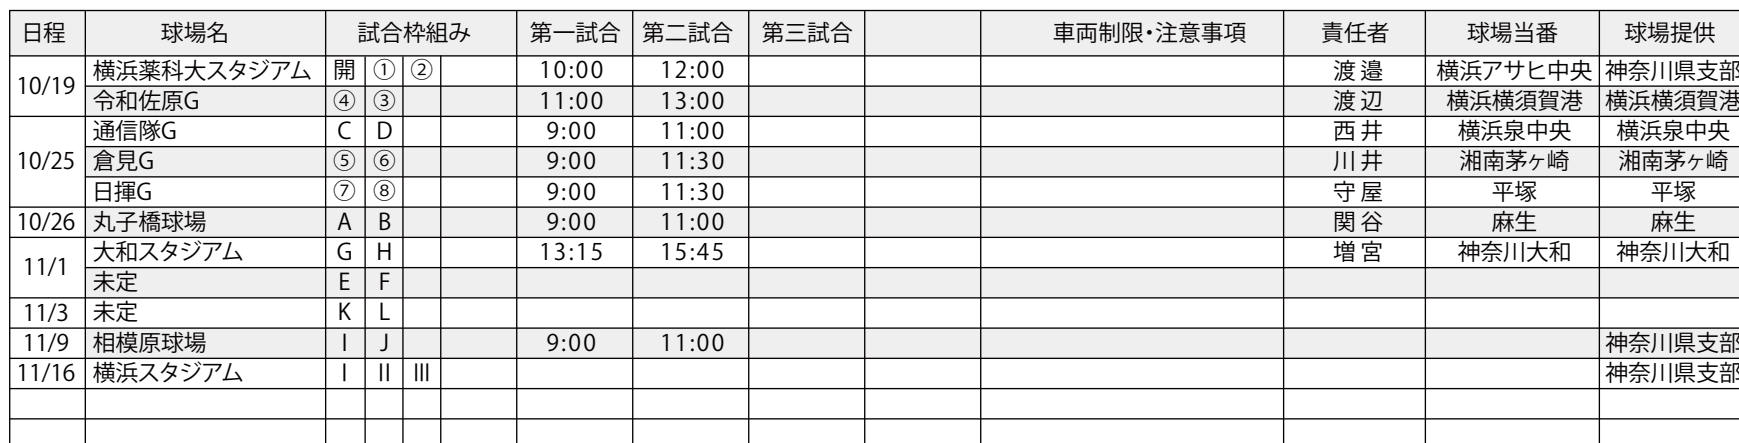 日程 球場名 試合枠組み 第一試合 第二試合 第三試合 車両制限・注意事項 責任者 球場当番 球場提供
10/19 横浜薬科大スタジアム 開 ① ② 10:00 12:00 渡邉 横浜アサヒ中央 神奈川県支部
令和佐原G ④ ③ 11:00 13:00 渡辺 横浜横須賀港 横浜横須賀港
10/25 通信隊G C D 9:00 11:00 西井 横浜泉中央 横浜泉中央
倉見G ⑤ ⑥ 9:00 11:30 川井 湘南茅ヶ崎 湘南茅ヶ崎
日揮G ⑦ ⑧ 9:00 11:30 守屋 平塚 平塚
10/26 丸子橋球場 A B 9:00 11:00 関谷 麻生 麻生
11/1 大和スタジアム G H 13:15 15:45 増宮 神奈川大和 神奈川大和
未定 E F
11/3 未定 K L
11/9 相模原球場 I J 9:00 11:00 神奈川県支部
11/16 横浜スタジアム I II III 神奈川県支部